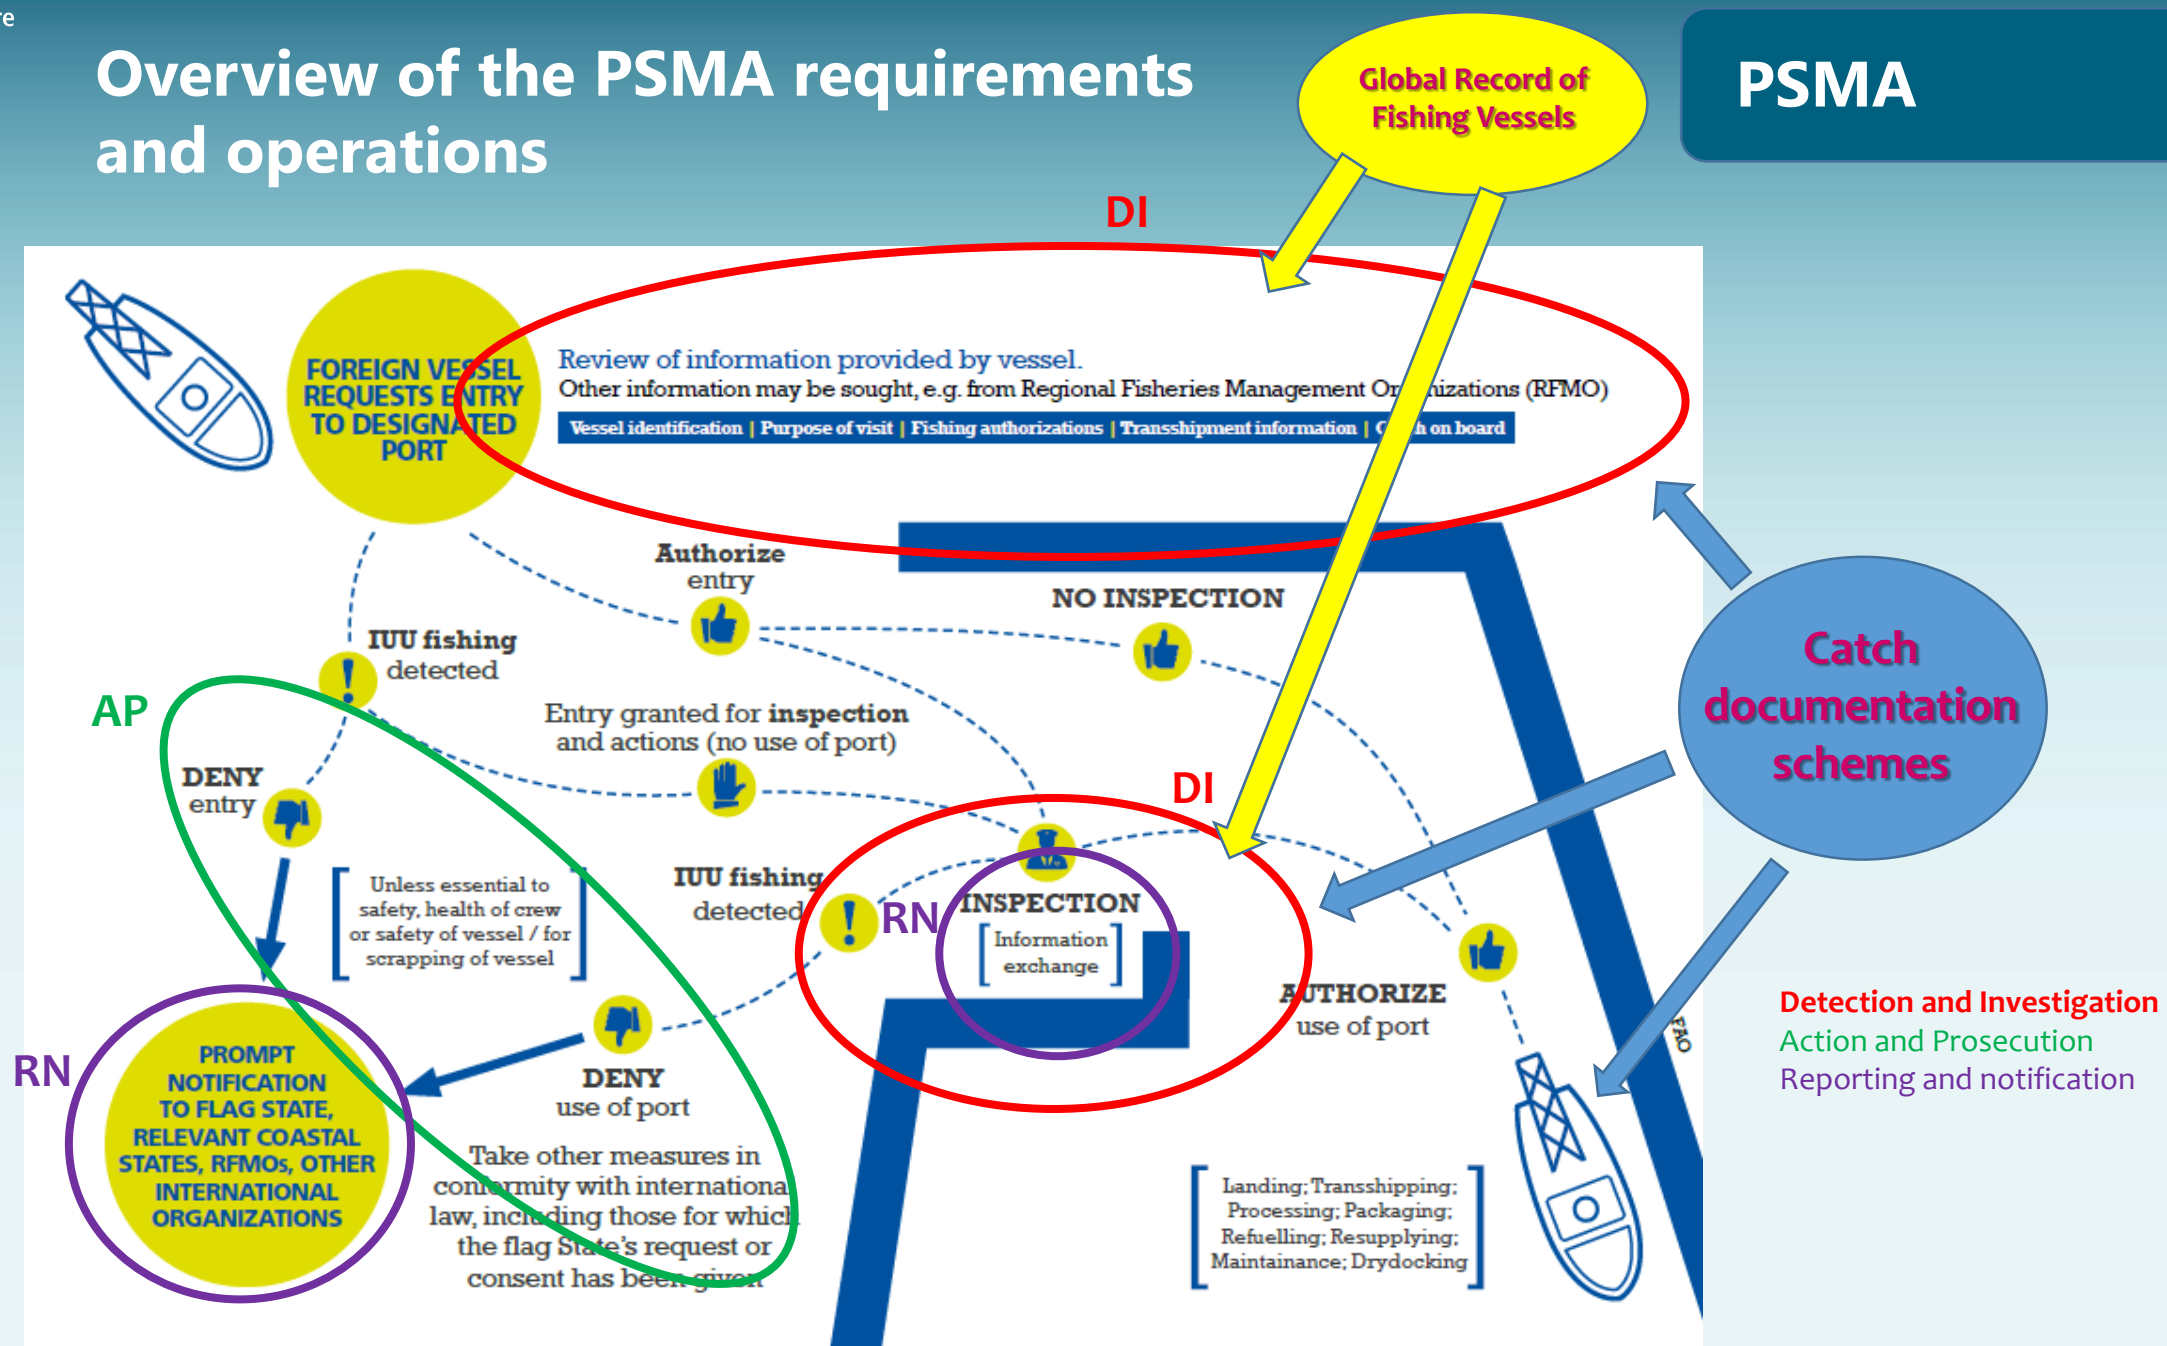 re
Overview of the PSMA requirements
and operations
Global Record of
Fishing Vessels
PSMA
DI
FOREIGN VESSEL
REQUESTS ENTRY
TO DESIGNATED
PORT
Review of information provided by vessel.
Other information may be sought, e.g. from Regional Fisheries Management Organizations (RFMO)
Vessel identification | Purpose of visit | Fishing authorizations | Transshipment information | Catch on board
Authorize
entry
NO INSPECTION
IUU fishing
detected
AP
Entry granted for inspection
and actions (no use of port)
DENY
entry
DI
Catch
documentation
schemes
Unless essential to
safety, health of crew
or safety of vessel / for
scrapping of vessel
IUU fishing
detected
RN
INSPECTION
Information
exchange
AUTHORIZE
use of port
Detection and Investigation
Action and Prosecution
Reporting and notification
FAO
RN
PROMPT
NOTIFICATION
TO FLAG STATE,
RELEVANT COASTAL
STATES, RFMOs, OTHER
INTERNATIONAL
ORGANIZATIONS
DENY
use of port
Take other measures in
conformity with international
law, including those for which
the flag State's request or
consent has been given
Landing; Transshipping;
Processing; Packaging;
Refuelling; Resupplying;
Maintainance; Drydocking